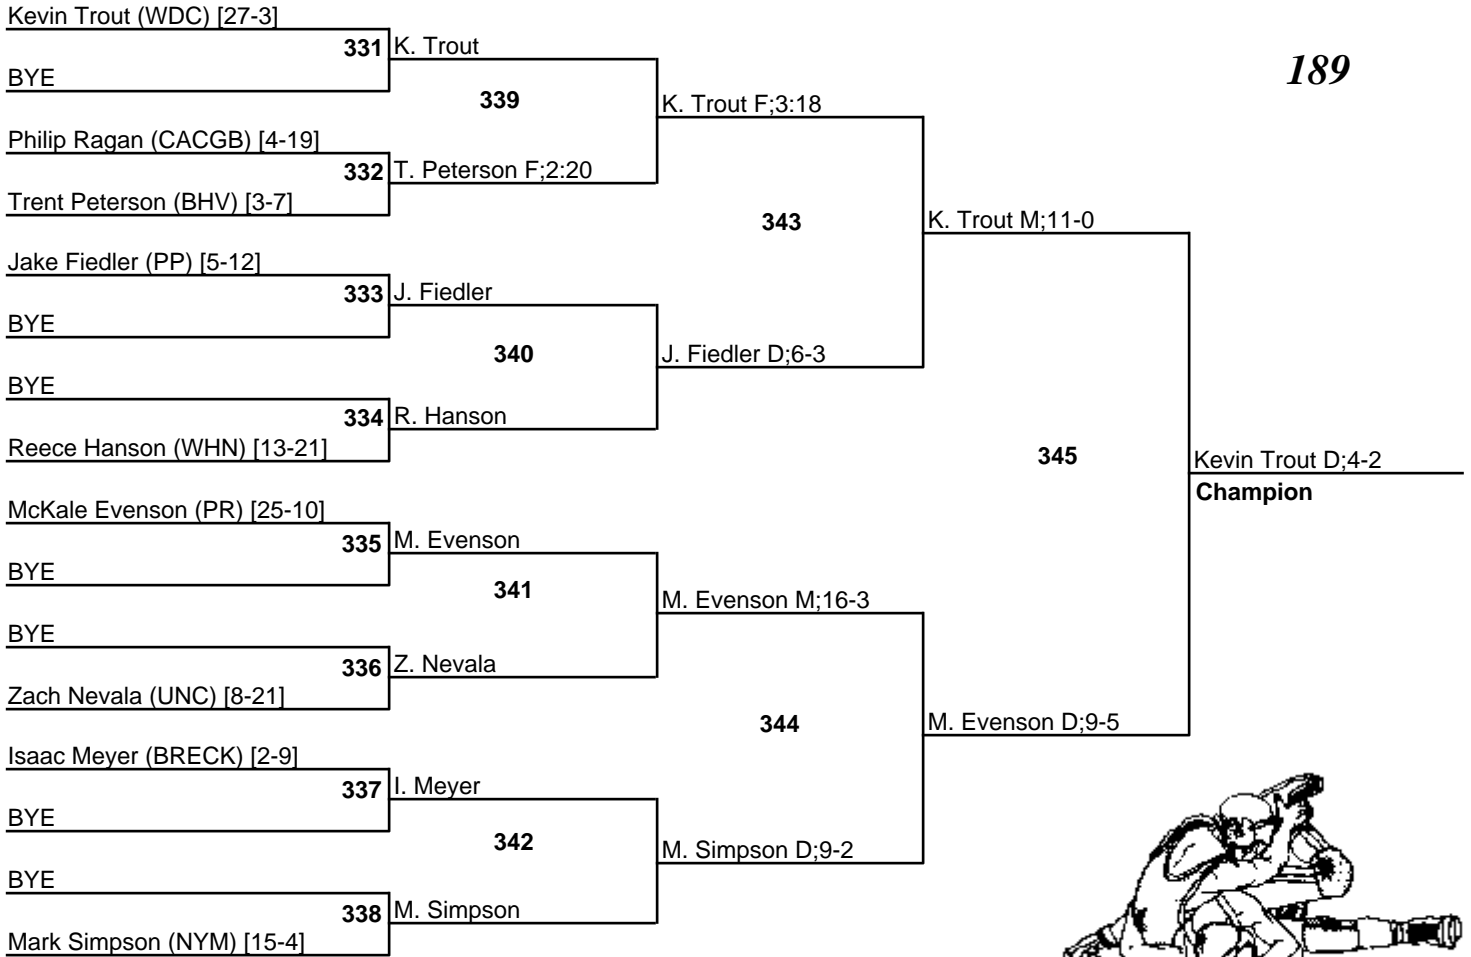 Kevin Trout (WDC) [27-3]
331 K. Trout
BYE
189
339
K. Trout F;3:18
Philip Ragan (CACGB) [4-19]
332 T. Peterson F;2:20
Trent Peterson (BHV) [3-7]
343
K. Trout M;11-0
Jake Fiedler (PP) [5-12]
333 J. Fiedler
BYE
340
J. Fiedler D;6-3
BYE
334 R. Hanson
Reece Hanson (WHN) [13-21]
345
Kevin Trout D;4-2
Champion
McKale Evenson (PR) [25-10]
335 M. Evenson
BYE
341
M. Evenson M;16-3
BYE
336 Z. Nevala
Zach Nevala (UNC) [8-21]
344
M. Evenson D;9-5
Isaac Meyer (BRECK) [2-9]
337 I. Meyer
BYE
342
M. Simpson D;9-2
BYE
338 M. Simpson
Mark Simpson (NYM) [15-4]